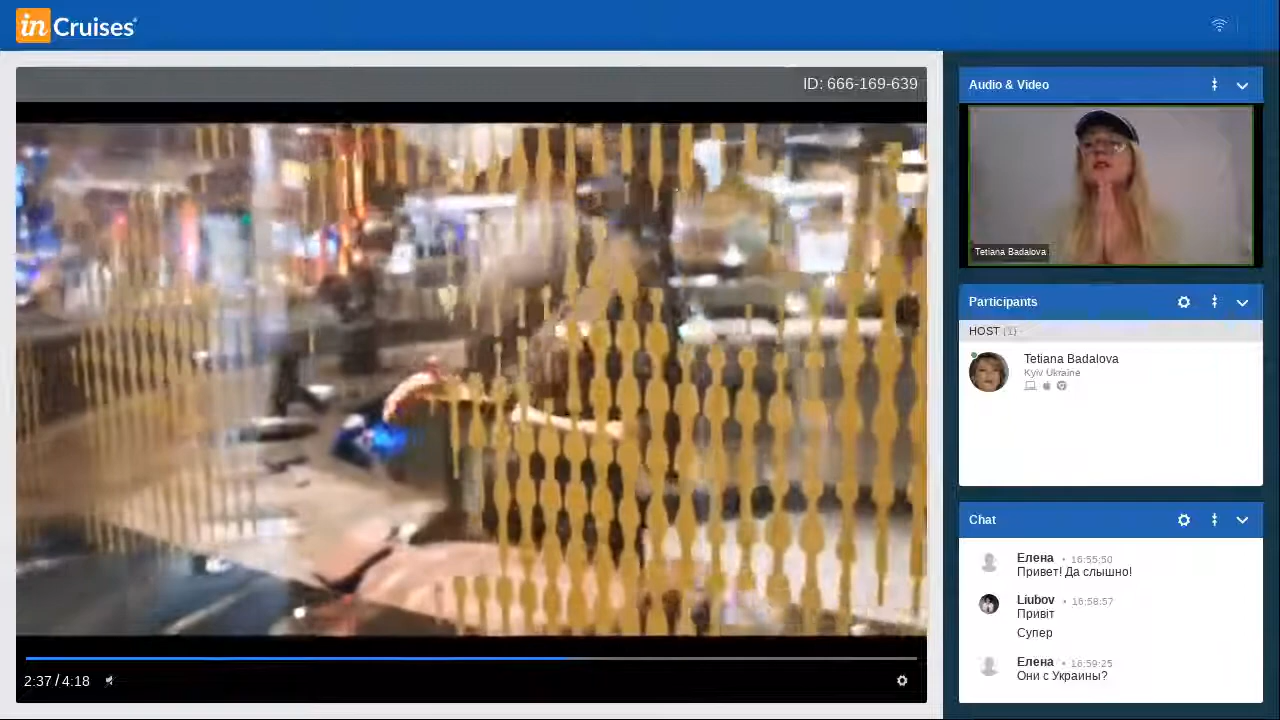 in Cruises
ID: 666-169-639
2:37 / 4:18
Audio & Video
Tetiana Badalova
Participants
HOST (1)
Tetiana Badalova
Kyiv Ukraine
Chat
Елена • 16:55:50
Привет! Да слышно!
Liubov • 16:58:57
Привіт
Супер
Елена • 16:59:25
Они с Украины?